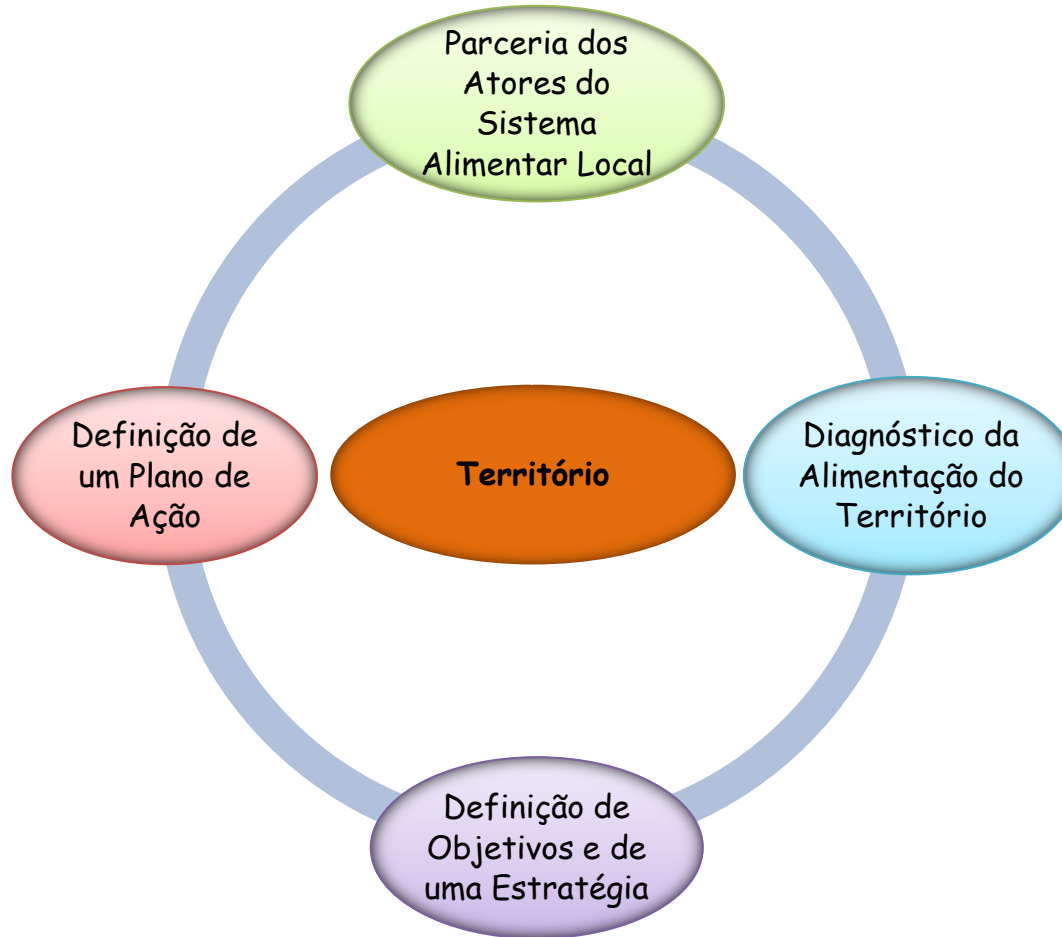 Parceria dos
Atores do
Sistema
Alimentar Local
Definição de
um Plano de
Ação
Território
Diagnóstico da
Alimentação do
Território
Definição de
Objetivos e de
uma Estratégia